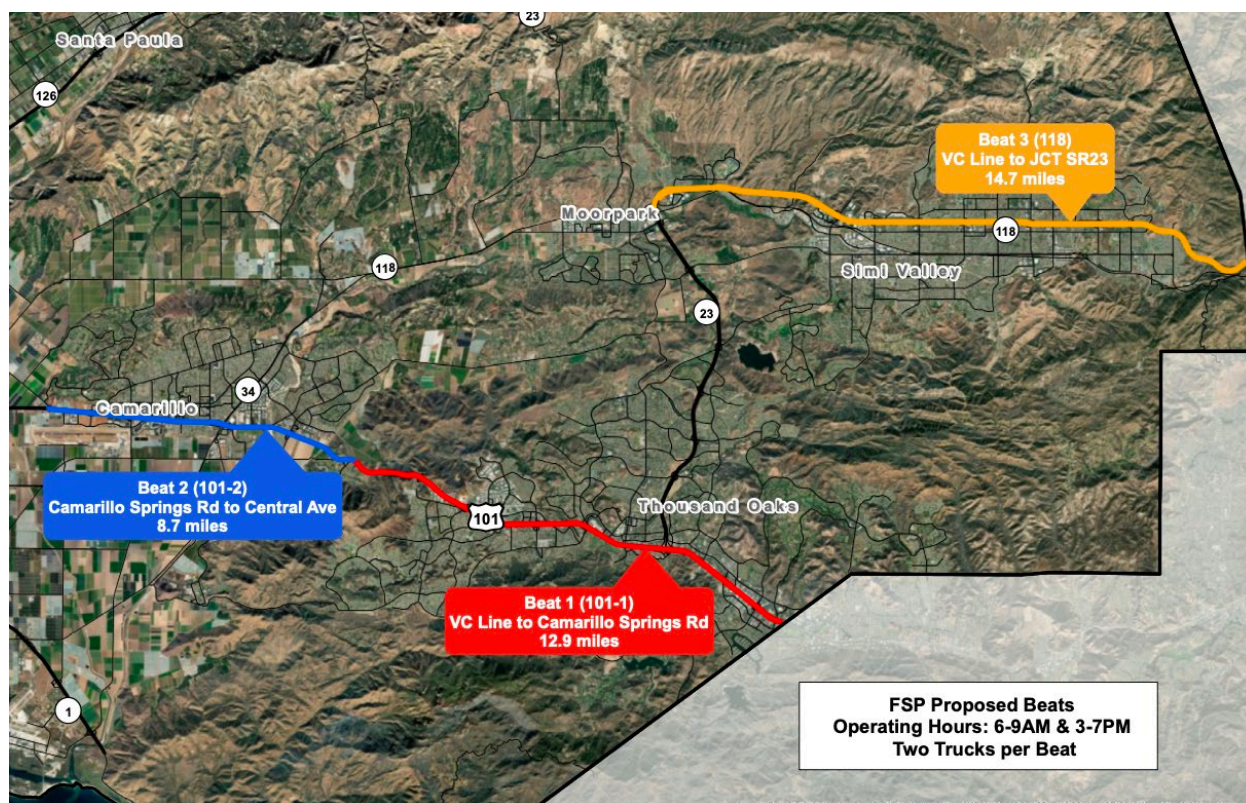 23
Santa Paula
126
Beat 3 (118)
VC Line to JCT SR23
14.7 miles
Moorpark
118
118
Simi Valley
23
34
Camarillo
Beat 2 (101-2)
Camarillo Springs Rd to Central Ave
8.7 miles
Thousand Oaks
101
Beat 1 (101-1)
VC Line to Camarillo Springs Rd
12.9 miles
1
FSP Proposed Beats
Operating Hours: 6-9AM & 3-7PM
Two Trucks per Beat